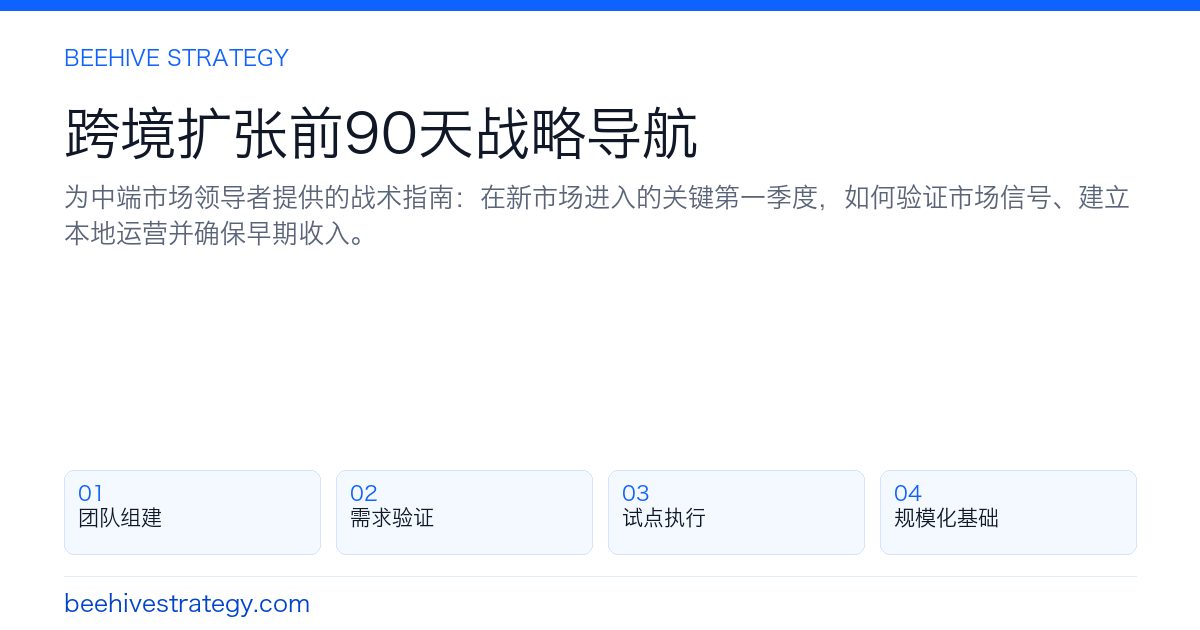 BEEHIVE STRATEGY
跨境扩张前90天战略导航
为中端市场领导者提供的战术指南：在新市场进入的关键第一季度，如何验证市场信号、建立
本地运营并确保早期收入。
01
团队组建
02
需求验证
03
试点执行
04
规模化基础
beehivestrategy.com